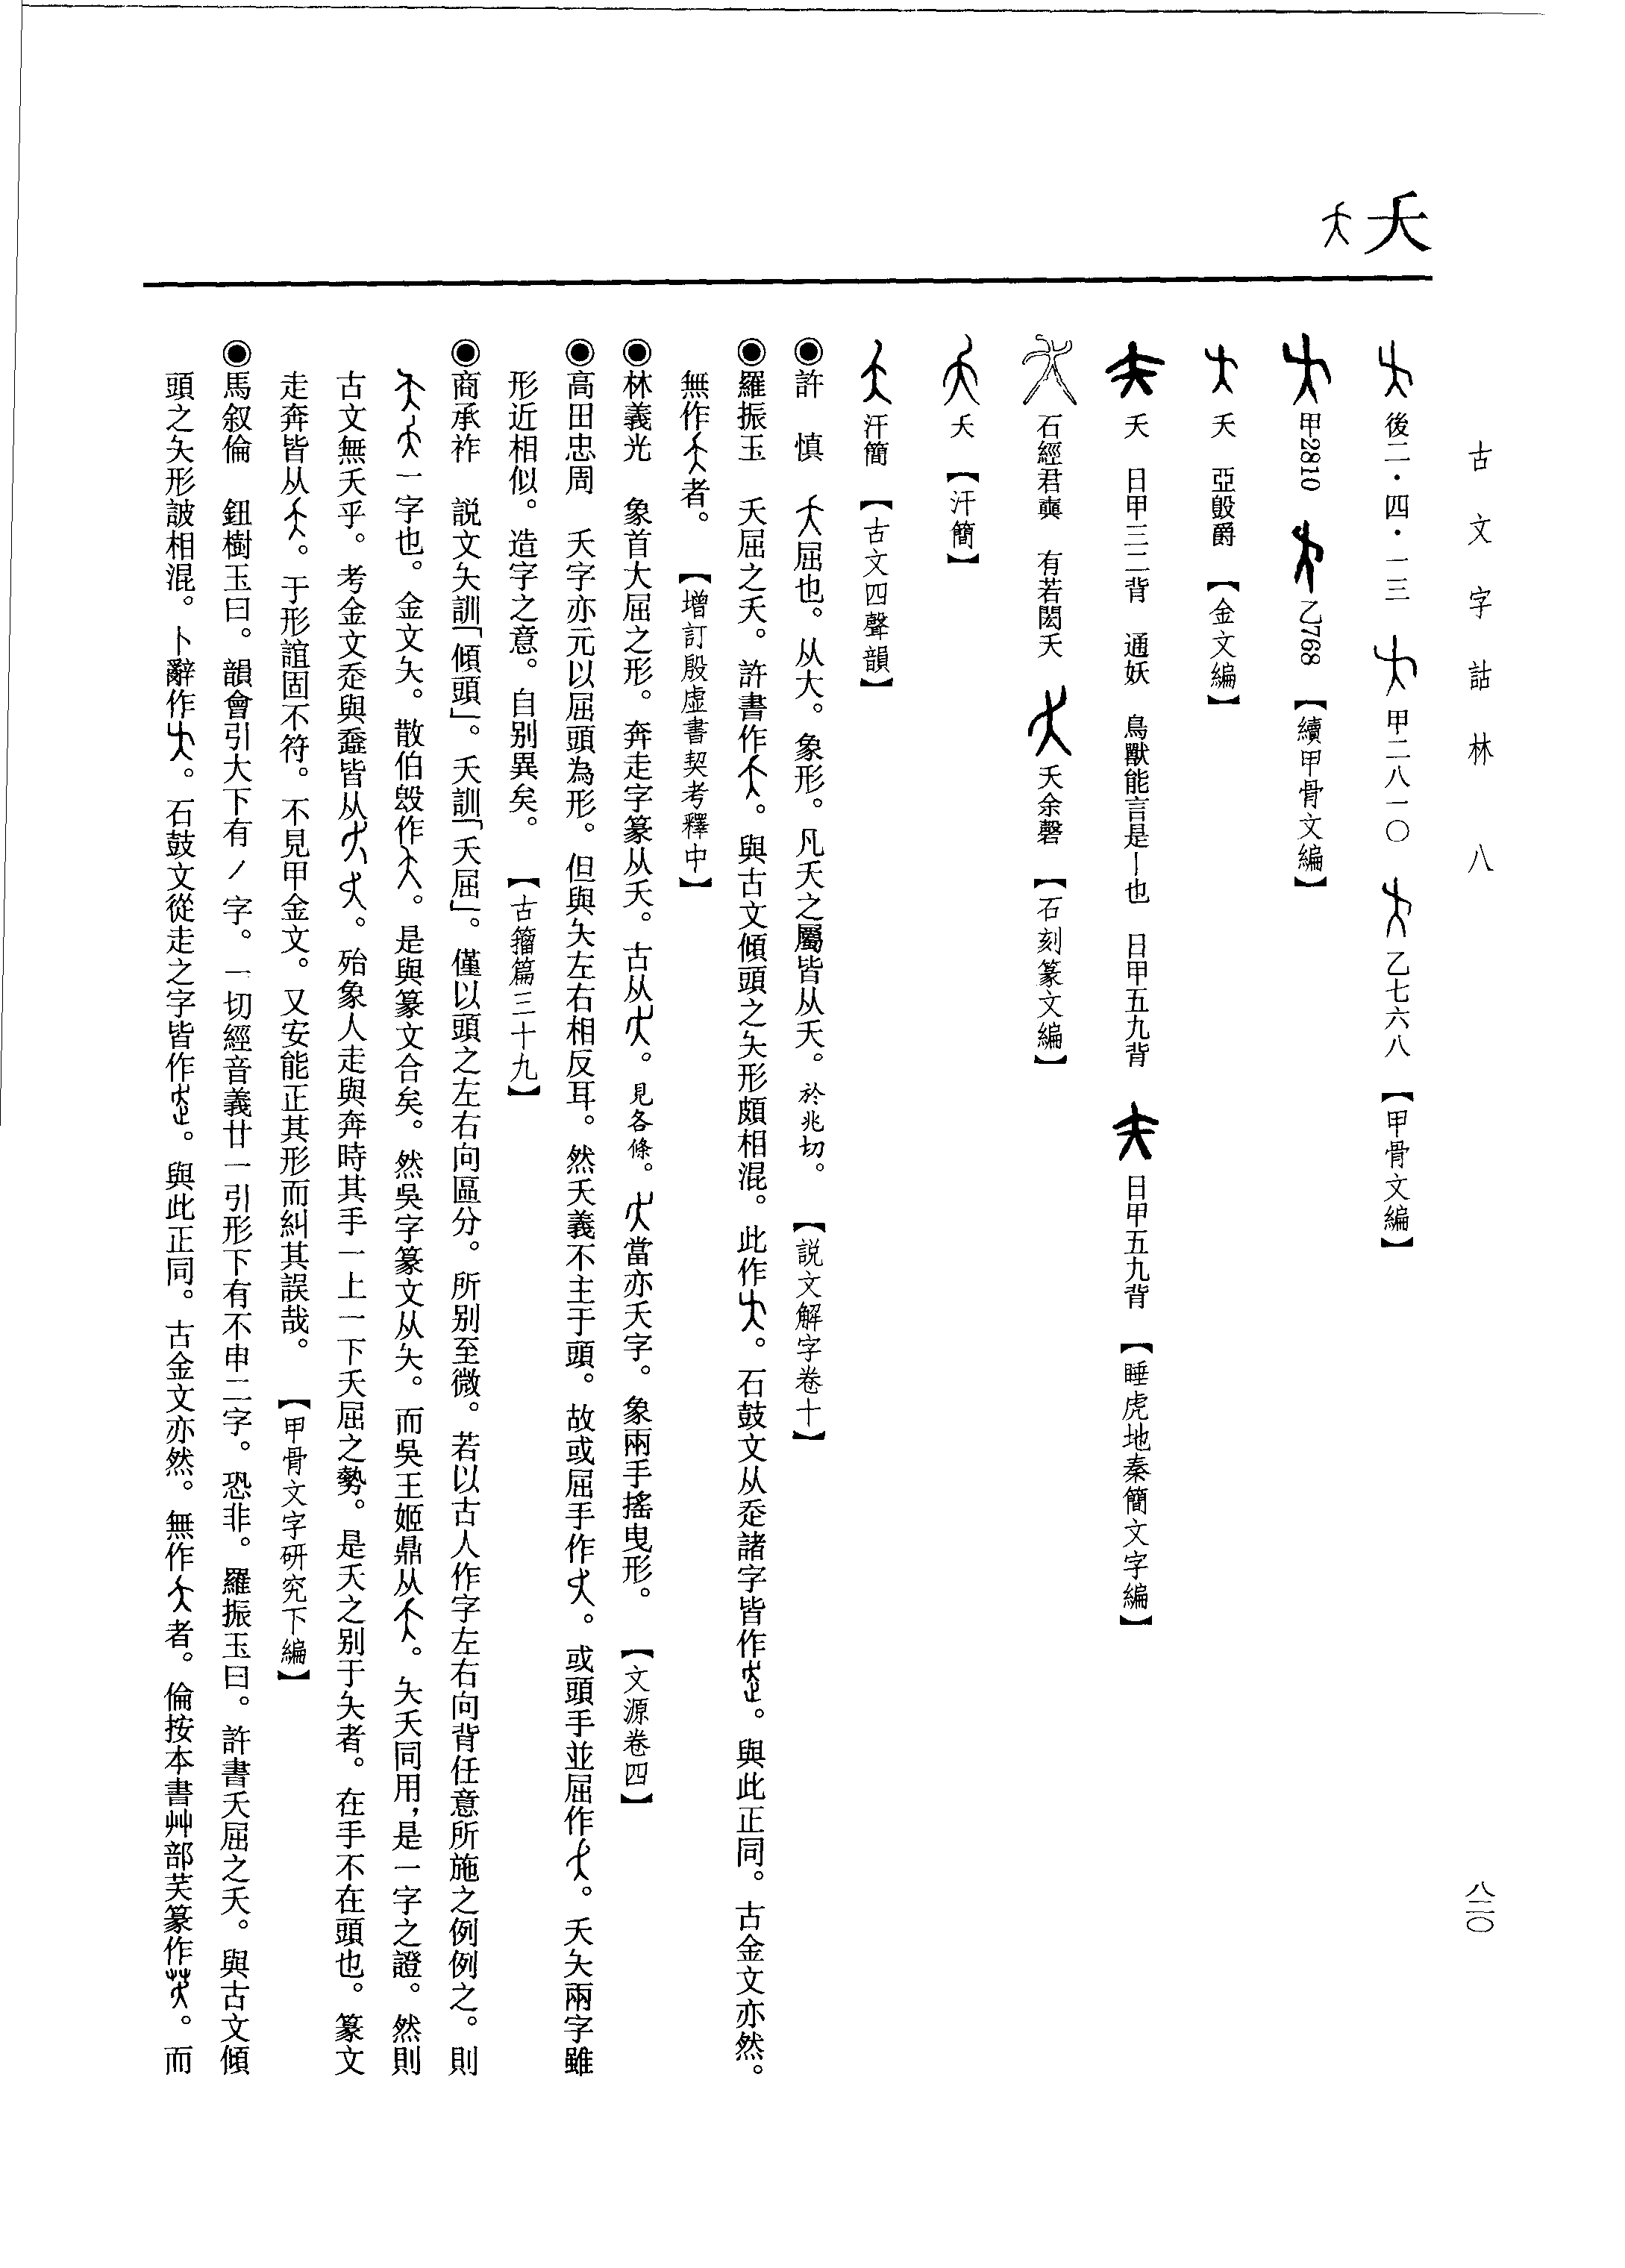 古文字詁林 八
八二〇
夭
後二·四·一三 甲二八一〇 乙七六八 【甲骨文編】
甲2810 乙768 【續甲骨文編】
夭 亞䣄爵 【金文編】
夭 日甲三二背 通妖 鳥獸能言是—也 日甲五九背 日甲五九背 【睡虎地秦簡文字編】
石經君奭 有若閎夭 夭余磬 【石刻篆文編】
夭 【汗簡】
汗簡 【古文四聲韻】
◉許 慎 屈也。从大。象形。凡夭之屬皆从夭。於兆切。 【說文解字卷十】
◉羅振玉 夭屈之夭。許書作。與古文傾頭之夨形頗相混。此作。石鼓文从辵諸字皆作。與此正同。古金文亦然。
無作者。 【增訂殷虛書契考釋中】
◉林義光 象首大屈之形。奔走字篆从夭。古从。見各條。當亦夭字。象兩手搖曳形。 【文源卷四】
◉高田忠周 夭字亦元以屈頭為形。但與夨左右相反耳。然夭義不主于頭。故或屈手作。或頭手並屈作。夭夨兩字雖
形近相似。造字之意。自別異矣。 【古籀篇三十九】
◉商承祚 說文夨訓「傾頭」。夭訓「夭屈」。僅以頭之左右向區分。所別至微。若以古人作字左右向背任意所施之例例之。則
一字也。金文夨。散伯𣪘作。是與篆文合矣。然吳字篆文从夨。而吳王姬鼎从。夨夭同用，是一字之證。然則
古文無夭乎。考金文走與奔皆从。殆象人走與奔時其手一上一下夭屈之勢。是夭之別于夨者。在手不在頭也。篆文
走奔皆从。于形誼固不符。不見甲金文。又安能正其形而糾其誤哉。 【甲骨文字研究下編】
◉馬叙倫 鈕樹玉曰。韻會引大下有丿字。一切經音義廿一引形下有不申二字。恐非。羅振玉曰。許書夭屈之夭。與古文傾
頭之夨形詖相混。卜辭作。石鼓文從走之字皆作。與此正同。古金文亦然。無作者。倫按本書艸部芺篆作。而